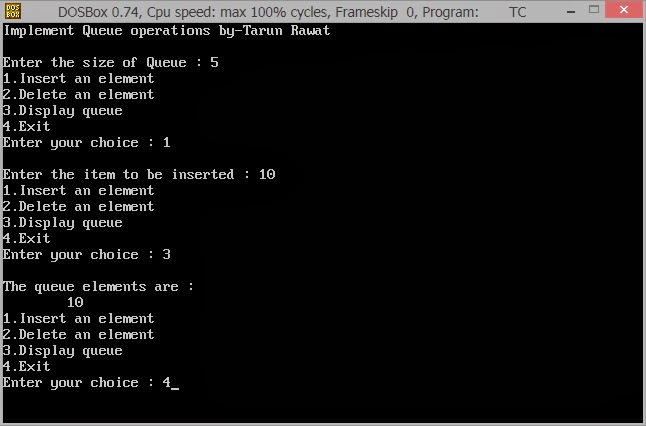 DOS BOX
DOSBox 0.74, Cpu speed: max 100% cycles, Frameskip 0, Program: TC
Implement Queue operations by-Tarun Rawat
Enter the size of Queue : 5
1.Insert an element
2.Delete an element
3.Display queue
4.Exit
Enter your choice : 1
Enter the item to be inserted : 10
1.Insert an element
2.Delete an element
3.Display queue
4.Exit
Enter your choice : 3
The queue elements are :
10
1.Insert an element
2.Delete an element
3.Display queue
4.Exit
Enter your choice : 4_